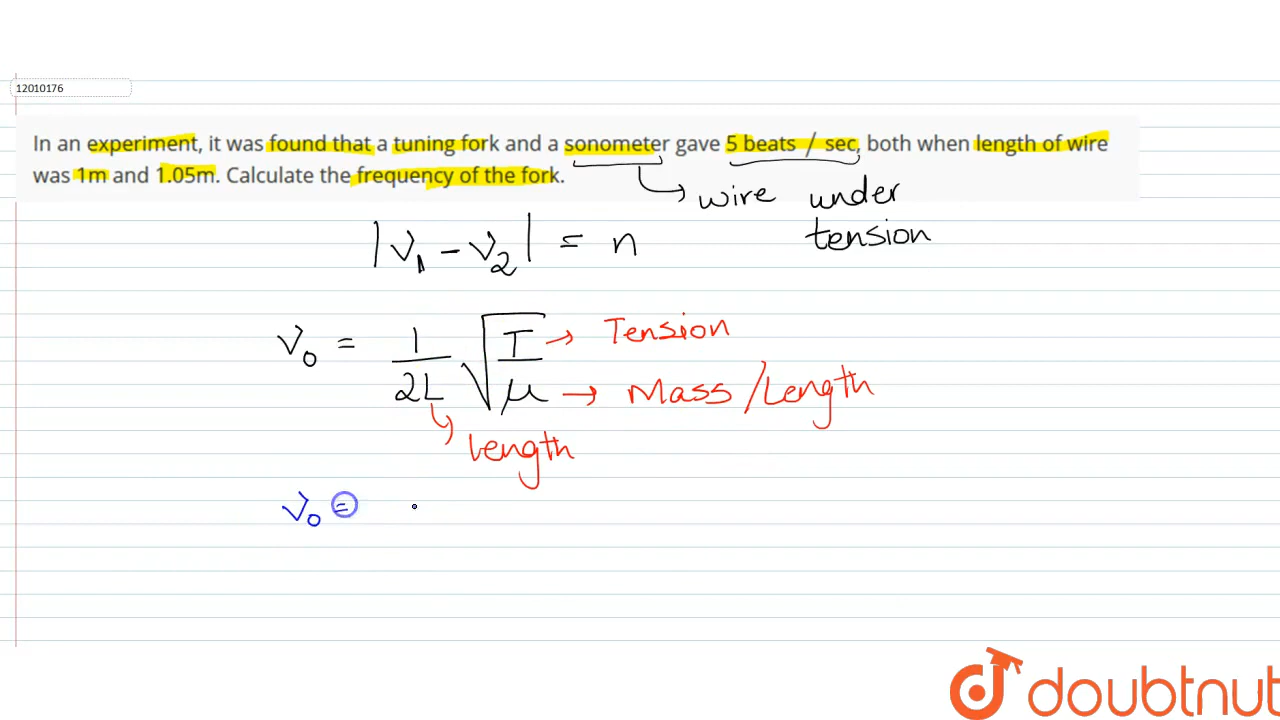 12010176
In an experiment, it was found that a tuning fork and a sonometer gave 5 beats / sec, both when length of wire
was 1m and 1.05m. Calculate the frequency of the fork.
wire under
tension
|ν₁ - ν₂| = n
ν₀ = 1/2L √T/μ
→ Tension
→ Mass/Length
Length
ν₀ =
doubtnut